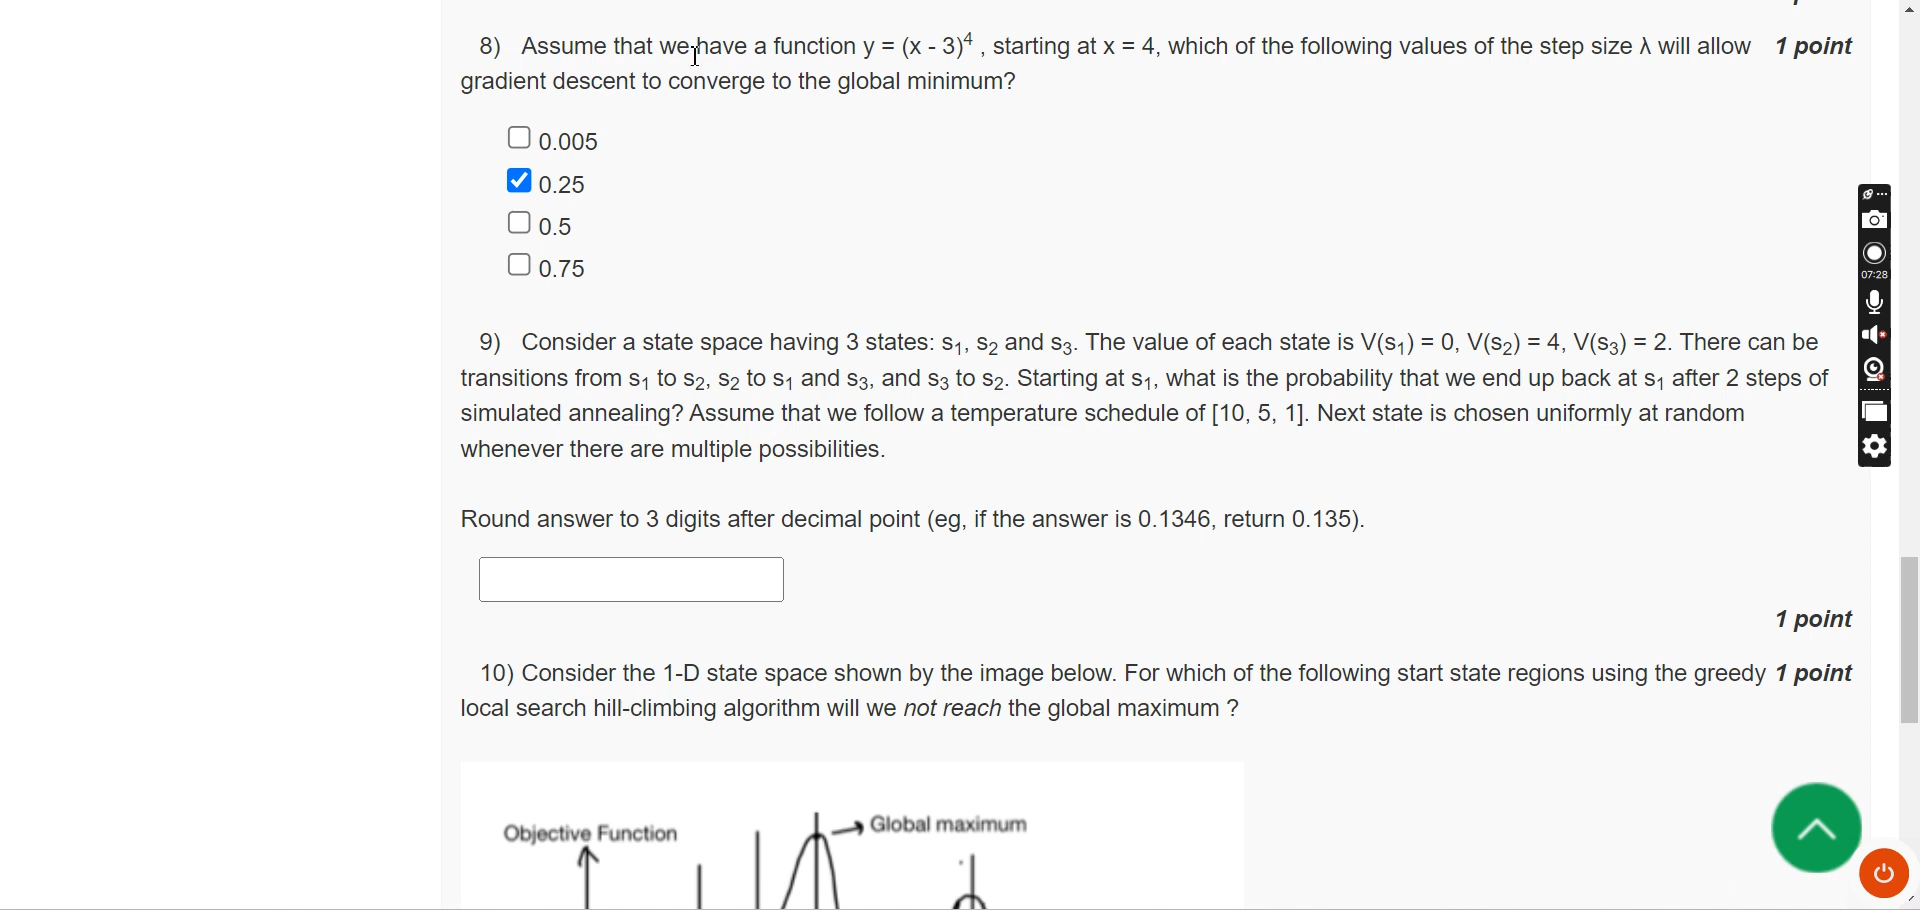 8) Assume that we have a function y = (x - 3)⁴ , starting at x = 4, which of the following values of the step size λ will allow 1 point
gradient descent to converge to the global minimum?
0.005
0.25
0.5
0.75
9) Consider a state space having 3 states: s₁, s₂ and s₃. The value of each state is V(s₁) = 0, V(s₂) = 4, V(s₃) = 2. There can be
transitions from s₁ to s₂, s₂ to s₁ and s₃, and s₃ to s₂. Starting at s₁, what is the probability that we end up back at s₁ after 2 steps of
simulated annealing? Assume that we follow a temperature schedule of [10, 5, 1]. Next state is chosen uniformly at random
whenever there are multiple possibilities.
Round answer to 3 digits after decimal point (eg, if the answer is 0.1346, return 0.135).
1 point
10) Consider the 1-D state space shown by the image below. For which of the following start state regions using the greedy 1 point
local search hill-climbing algorithm will we not reach the global maximum ?
Objective Function
Global maximum
07:28